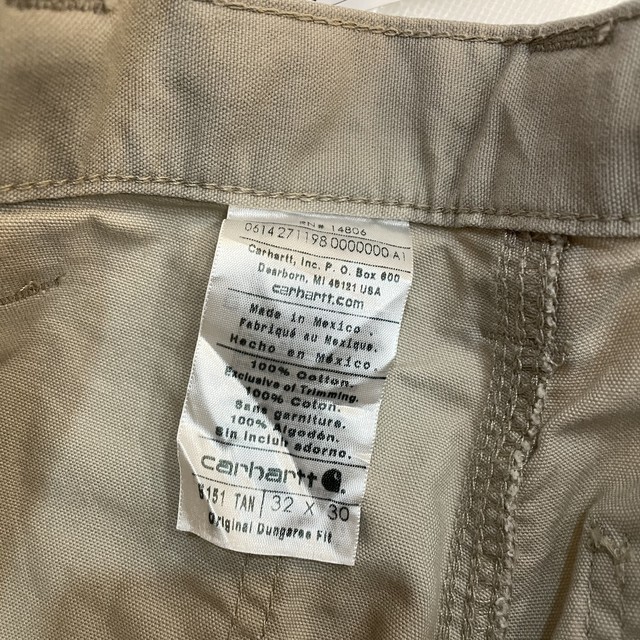 RN# 14806
0614 271198 0000000 A1
Carhartt, Inc. P. O. Box 600
Dearborn, MI 48121 USA
carhartt.com
Made in Mexico.
Fabriqué au Mexique.
Hecho en México.
100% Cotton.
Exclusive of Trimming.
100% Coton.
Sans garniture.
100% Algodón.
Sin incluir adorno.
carhartt
B151 TAN 32 X 30
Original Dungaree Fit